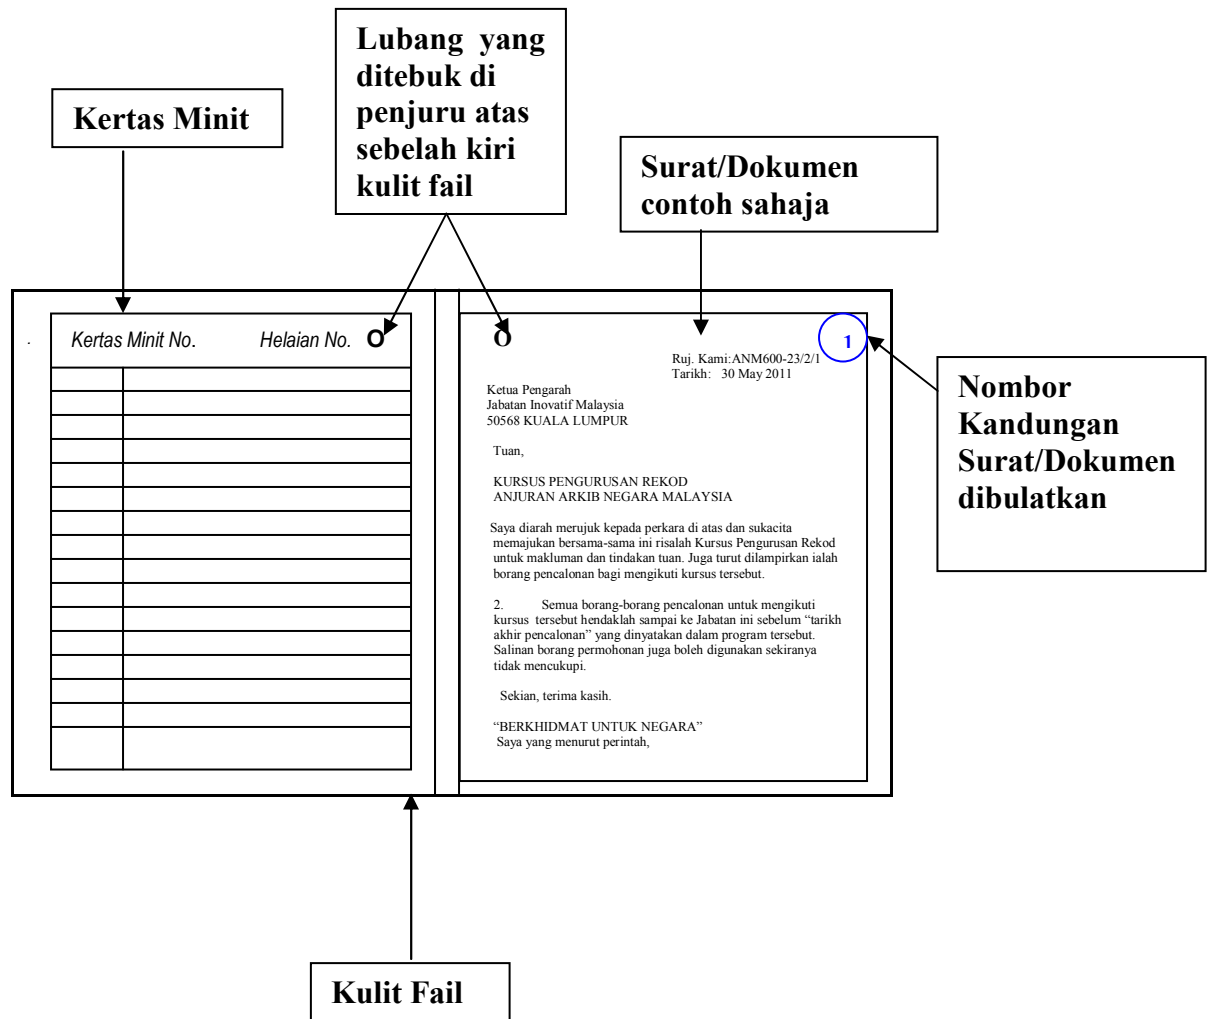 Lubang yang
ditebuk di
penjuru atas
sebelah kiri
kulit fail
Kertas Minit
Surat/Dokumen
contoh sahaja
Kertas Minit No. Helaian No. O
O
1
Ruj. Kami:ANM600-23/2/1
Tarikh: 30 May 2011
Ketua Pengarah
Jabatan Inovatif Malaysia
50568 KUALA LUMPUR
Tuan,
KURSUS PENGURUSAN REKOD
ANJURAN ARKIB NEGARA MALAYSIA
Saya diarah merujuk kepada perkara di atas dan sukacita
memajukan bersama-sama ini risalah Kursus Pengurusan Rekod
untuk makluman dan tindakan tuan. Juga turut dilampirkan ialah
borang pencalonan bagi mengikuti kursus tersebut.
2. Semua borang-borang pencalonan untuk mengikuti
kursus tersebut hendaklah sampai ke Jabatan ini sebelum “tarikh
akhir pencalonan” yang dinyatakan dalam program tersebut.
Salinan borang permohonan juga boleh digunakan sekiranya
tidak mencukupi.
Sekian, terima kasih.
“BERKHIDMAT UNTUK NEGARA”
Saya yang menurut perintah,
Nombor
Kandungan
Surat/Dokumen
dibulatkan
Kulit Fail